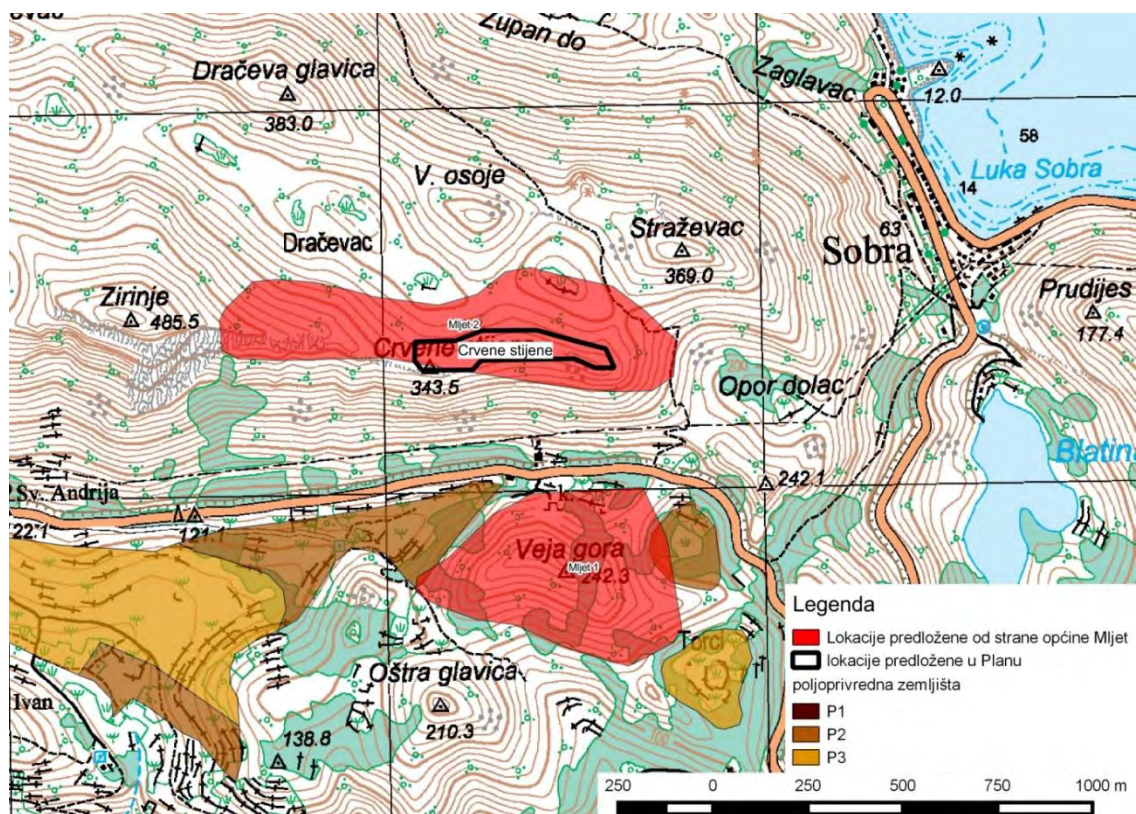 Župan do
Dračeva glavica
383.0
Zaglavac
12.0
58
V. osoje
Luka Sobra
14
Dračevac
Straževac
369.0
63
Sobra
Zirinje
485.5
Prudijes
177.4
Mljet 2
Crvene stijene
343.5
200
Opor dolac
242.1
Blatina
Sv. Andrija
121.1
Veja gora
Mljet 1
242.3
Torci
Oštra glavica
210.3
Ivan
138.8
100
Legenda
Lokacije predložene od strane općine Mljet
lokacije predložene u Planu
poljoprivredna zemljišta
P1
P2
P3
250 0 250 500 750 1000 m